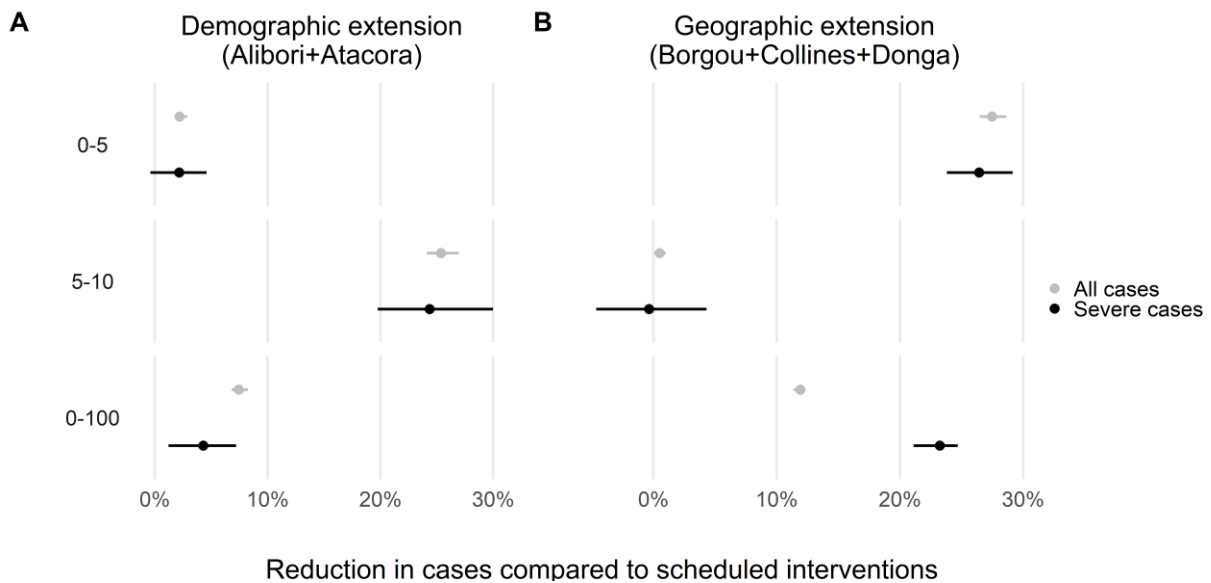 A
Demographic extension
(Alibori+Atacora)
B
Geographic extension
(Borgou+Collines+Donga)
0-5
5-10
0-100
0%
10%
20%
30%
0%
10%
20%
30%
All cases
Severe cases
Reduction in cases compared to scheduled interventions